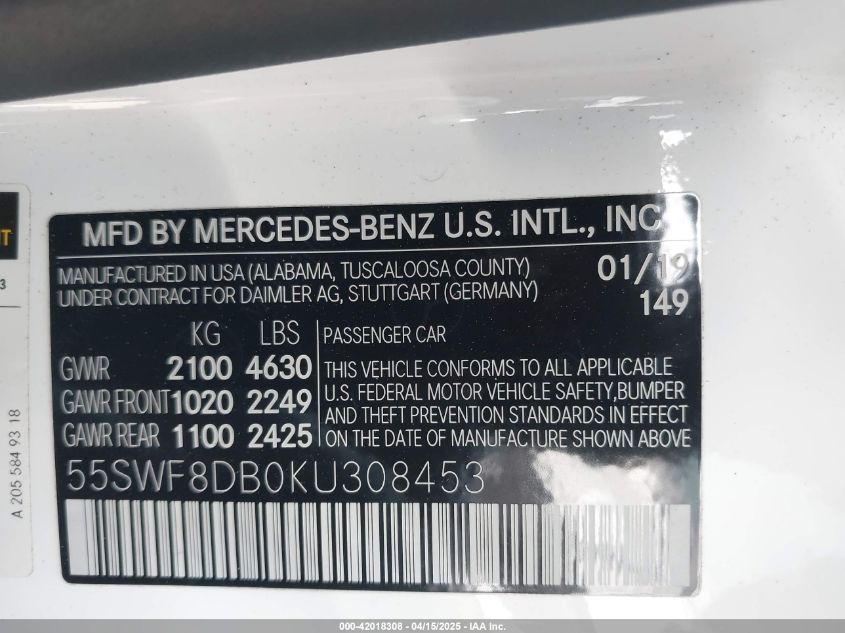 MFD BY MERCEDES-BENZ U.S. INTL., INC.
MANUFACTURED IN USA (ALABAMA, TUSCALOOSA COUNTY)
UNDER CONTRACT FOR DAIMLER AG, STUTTGART (GERMANY)
01/19
149
KG LBS
GVWR 2100 4630
GAWR FRONT 1020 2249
GAWR REAR 1100 2425
PASSENGER CAR
THIS VEHICLE CONFORMS TO ALL APPLICABLE
U.S. FEDERAL MOTOR VEHICLE SAFETY, BUMPER
AND THEFT PREVENTION STANDARDS IN EFFECT
ON THE DATE OF MANUFACTURE SHOWN ABOVE
55SWF8DB0KU308453
A 205 584 93 18
3
000-42018308 - 04/15/2025 - IAA Inc.